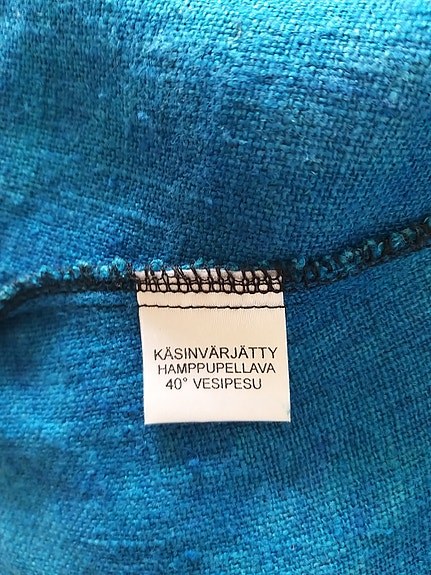 KÄSINVÄRJÄTTY
HAMPPUPELLAVA
40° VESIPESU